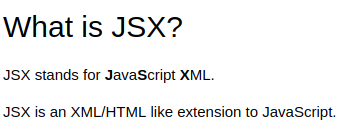 What is JSX?
JSX stands for JavaScript XML.
JSX is an XML/HTML like extension to JavaScript.